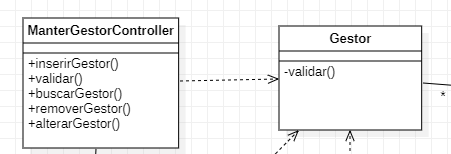 ManterGestorController
+inserirGestor()
+validar()
+buscarGestor()
+removerGestor()
+alterarGestor()
Gestor
-validar()
*